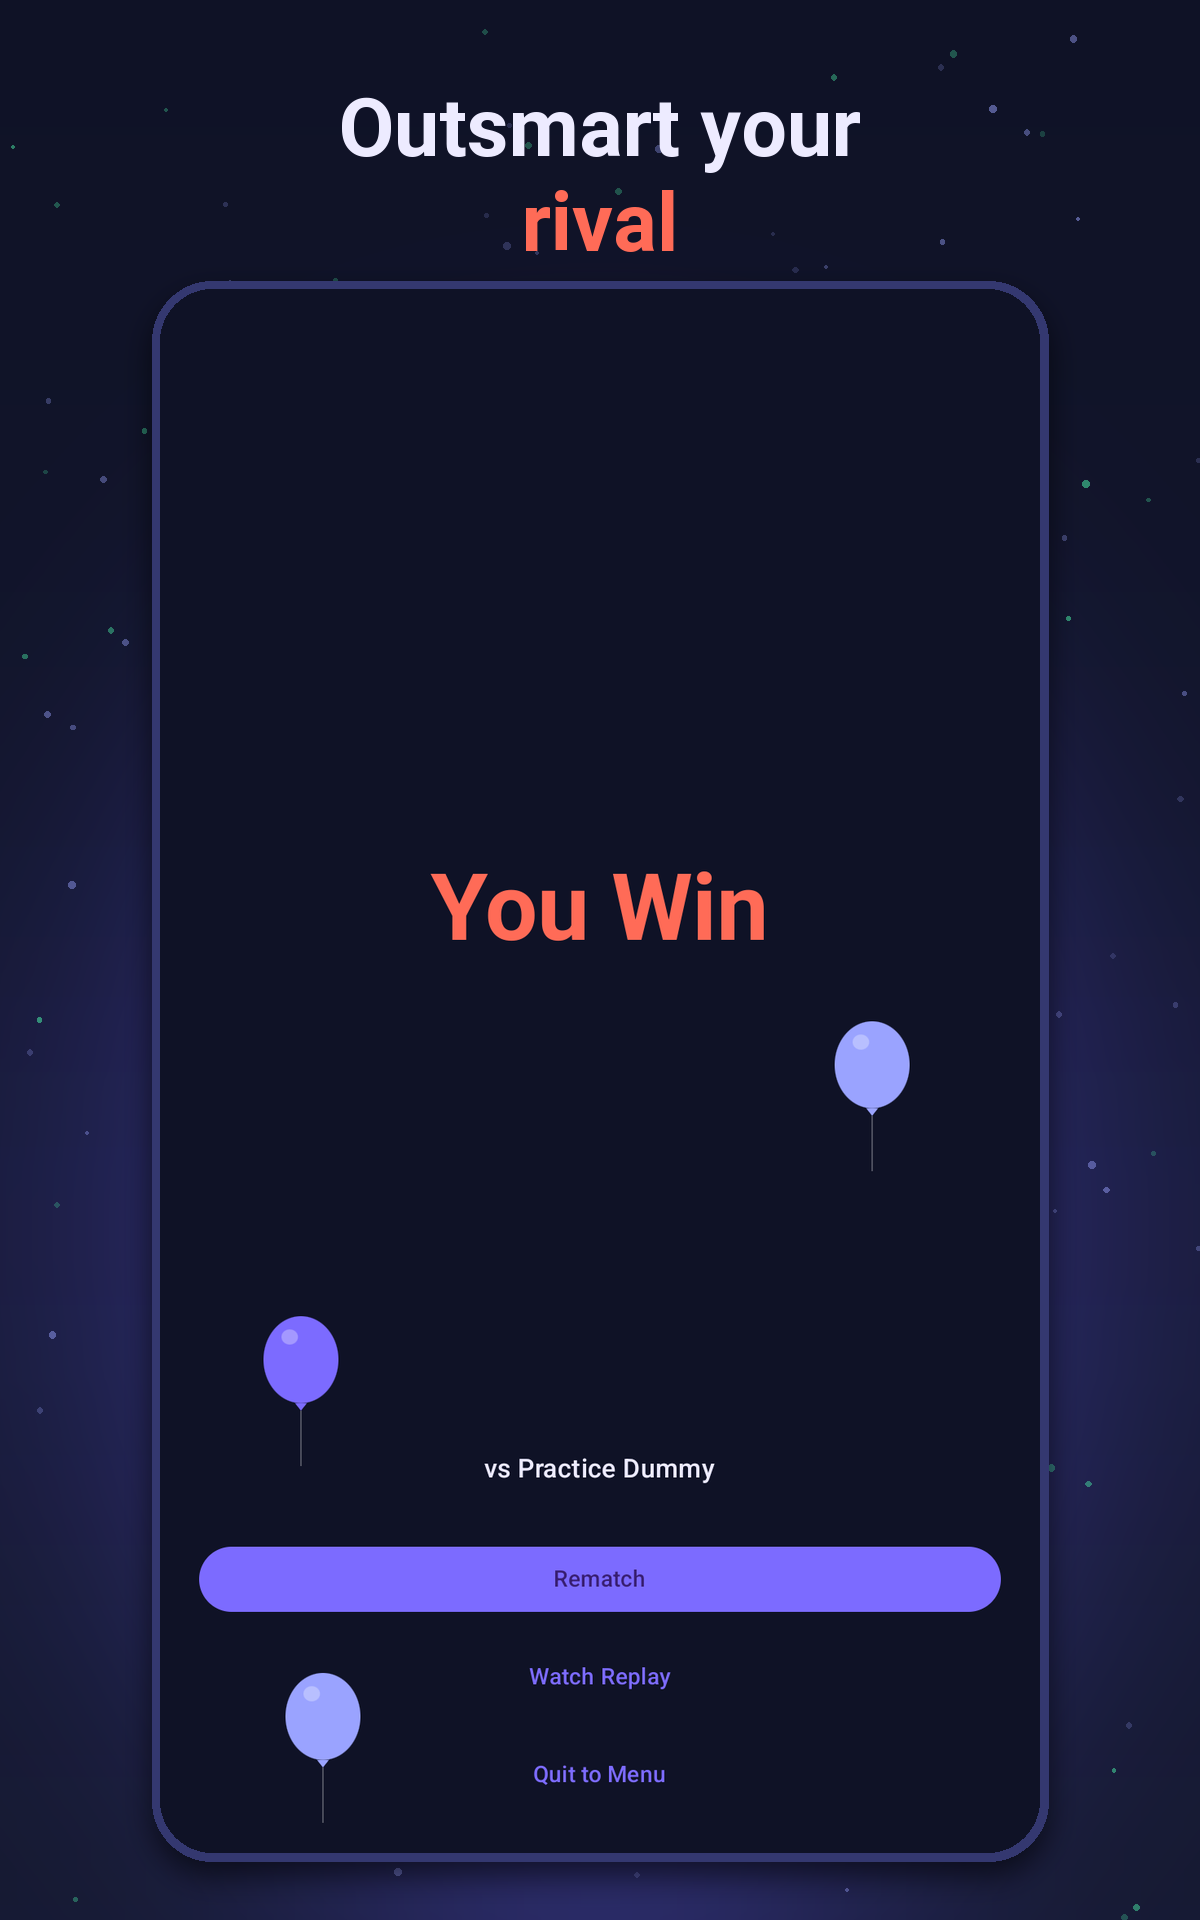 Outsmart your
rival
You Win
vs Practice Dummy
Rematch
Watch Replay
Quit to Menu